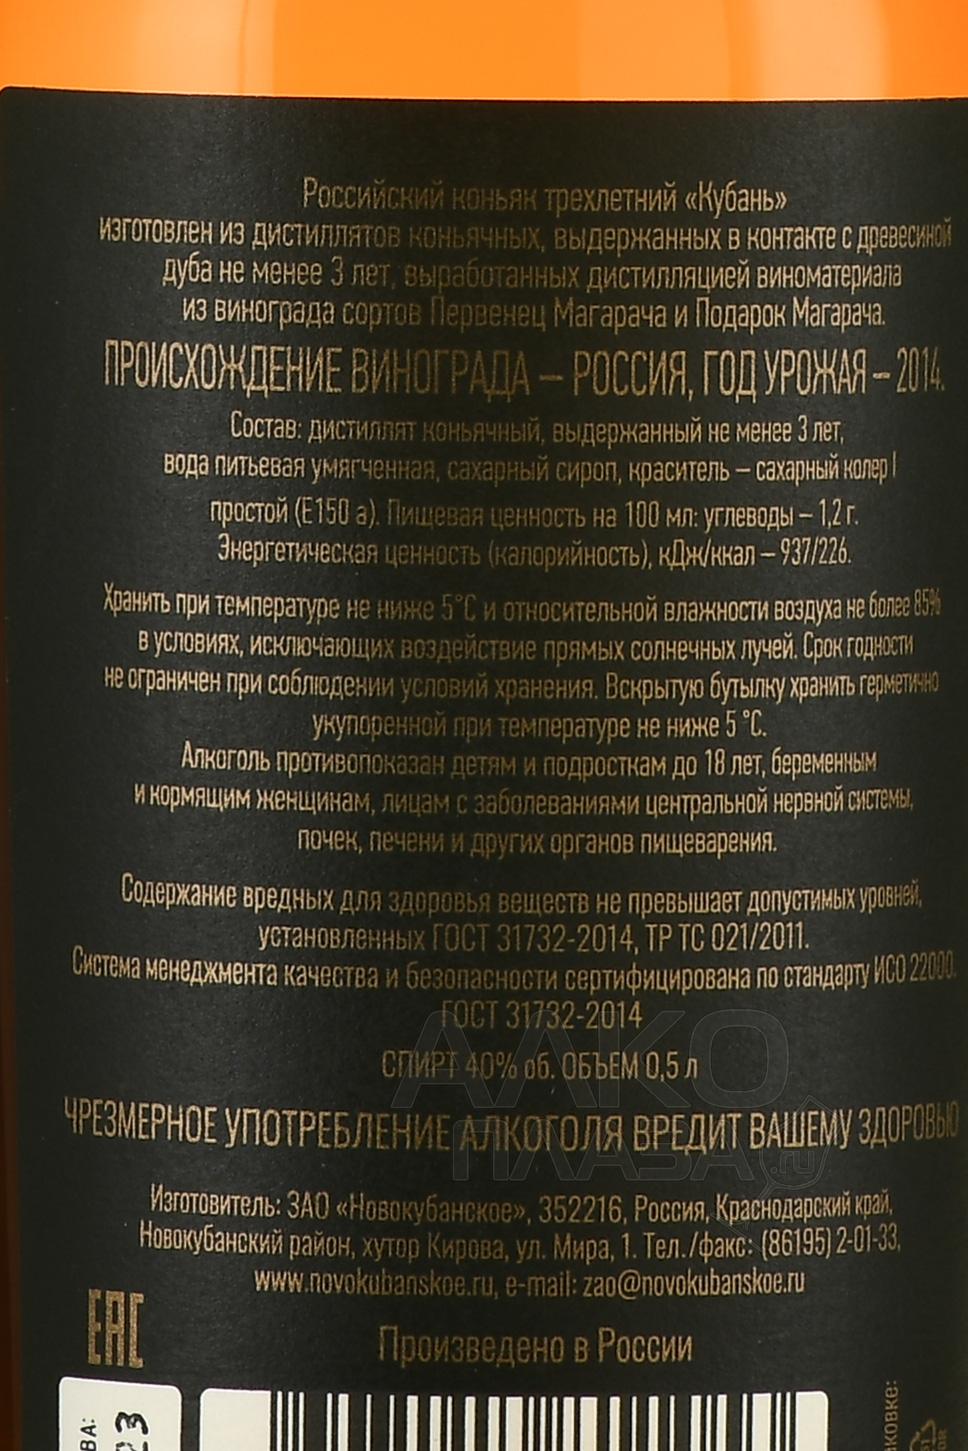 Российский коньяк трехлетний «Кубань»
изготовлен из дистиллятов коньячных, выдержанных в контакте с древесиной
дуба не менее 3 лет, выработанных дистилляцией виноматериала
из винограда сортов Первенец Магарача и Подарок Магарача.
ПРОИСХОЖДЕНИЕ ВИНОГРАДА – РОССИЯ, ГОД УРОЖАЯ – 2014.
Состав: дистиллят коньячный, выдержанный не менее 3 лет,
вода питьевая умягченная, сахарный сироп, краситель – сахарный колер I
простой (Е150 а). Пищевая ценность на 100 мл: углеводы – 1,2 г.
Энергетическая ценность (калорийность), кДж/ккал – 937/226.
Хранить при температуре не ниже 5°С и относительной влажности воздуха не более 85%
в условиях, исключающих воздействие прямых солнечных лучей. Срок годности
не ограничен при соблюдении условий хранения. Вскрытую бутылку хранить герметично
укупоренной при температуре не ниже 5 °С.
Алкоголь противопоказан детям и подросткам до 18 лет, беременным
и кормящим женщинам, лицам с заболеваниями центральной нервной системы,
почек, печени и других органов пищеварения.
Содержание вредных для здоровья веществ не превышает допустимых уровней,
установленных ГОСТ 31732-2014, ТР ТС 021/2011.
Система менеджмента качества и безопасности сертифицирована по стандарту ИСО 22000.
ГОСТ 31732-2014
СПИРТ 40% об. ОБЪЕМ 0,5 л
ЧРЕЗМЕРНОЕ УПОТРЕБЛЕНИЕ АЛКОГОЛЯ ВРЕДИТ ВАШЕМУ ЗДОРОВЬЮ
АЛКО
ПЛАЗА.ru
Изготовитель: ЗАО «Новокубанское», 352216, Россия, Краснодарский край,
Новокубанский район, хутор Кирова, ул. Мира, 1. Тел./факс: (86195) 2-01-33,
www.novokubanskoe.ru, e-mail: zao@novokubanskoe.ru
ЕАС
Произведено в России